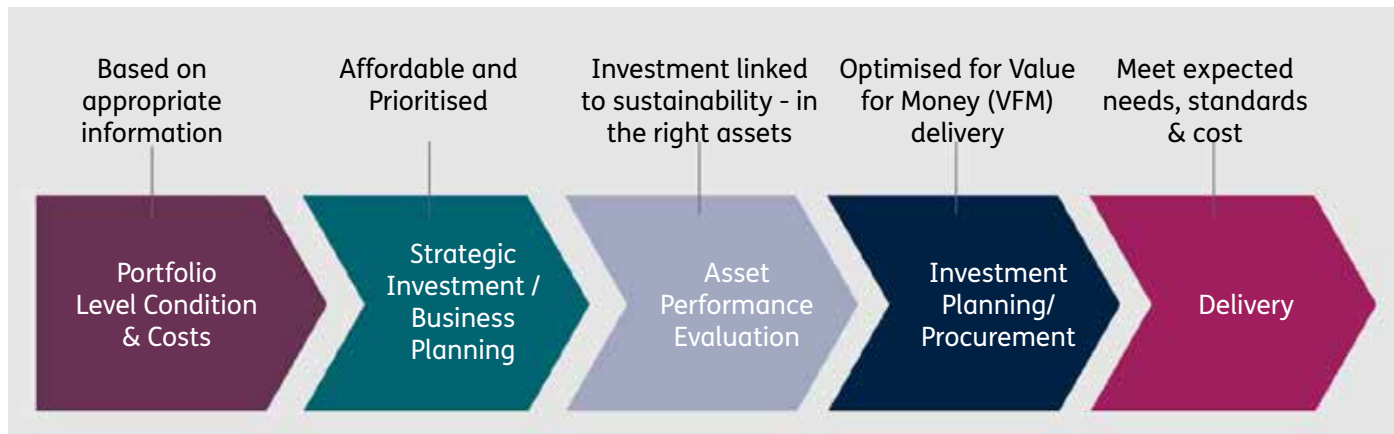 Based on
appropriate
information
Affordable and
Prioritised
Investment linked
to sustainability - in
the right assets
Optimised for Value
for Money (VFM)
delivery
Meet expected
needs, standards
& cost
Portfolio
Level Condition
& Costs
Strategic
Investment /
Business
Planning
Asset
Performance
Evaluation
Investment
Planning/
Procurement
Delivery